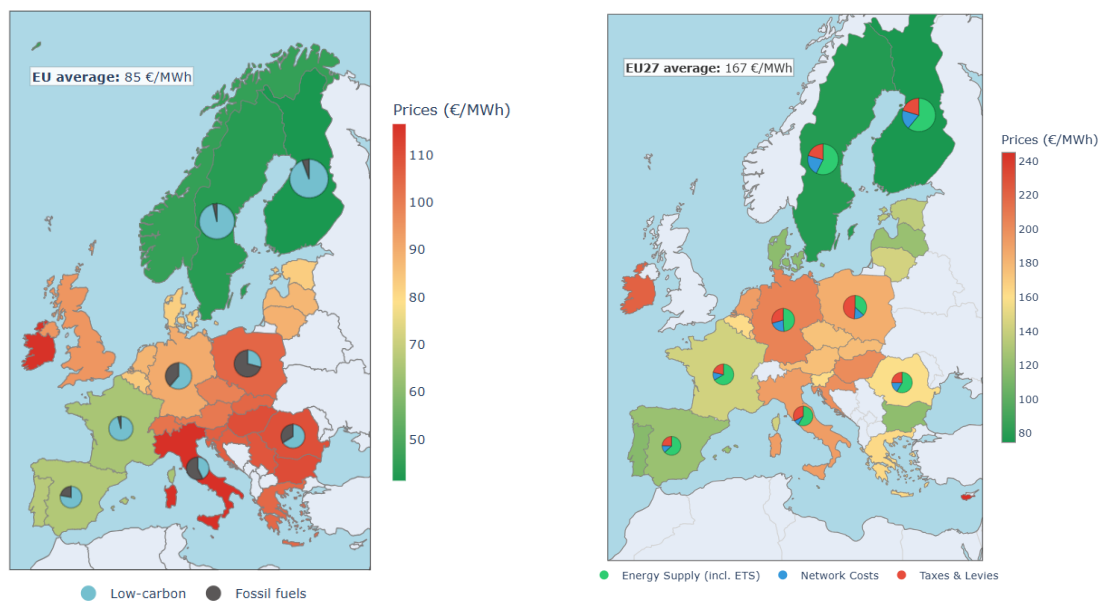 EU average: 85 €/MWh
Prices (€/MWh)
110
100
90
80
70
60
50
Low-carbon
Fossil fuels
EU27 average: 167 €/MWh
Prices (€/MWh)
240
220
200
180
160
140
120
100
80
Energy Supply (incl. ETS)
Network Costs
Taxes & Levies